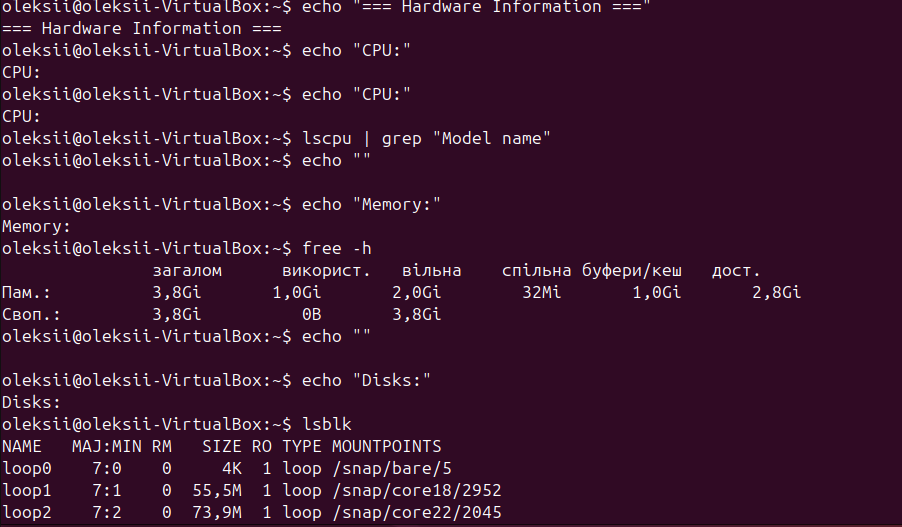 oleksii@oleksii-VirtualBox:~$ echo "=== Hardware Information ==="
=== Hardware Information ===
oleksii@oleksii-VirtualBox:~$ echo "CPU:"
CPU:
oleksii@oleksii-VirtualBox:~$ echo "CPU:"
CPU:
oleksii@oleksii-VirtualBox:~$ lscpu | grep "Model name"
oleksii@oleksii-VirtualBox:~$ echo ""

oleksii@oleksii-VirtualBox:~$ echo "Memory:"
Memory:
oleksii@oleksii-VirtualBox:~$ free -h
загалом використ. вільна спільна буфери/кеш дост.
Пам.: 3,8Gi 1,0Gi 2,0Gi 32Mi 1,0Gi 2,8Gi
Своп.: 3,8Gi 0B 3,8Gi
oleksii@oleksii-VirtualBox:~$ echo ""

oleksii@oleksii-VirtualBox:~$ echo "Disks:"
Disks:
oleksii@oleksii-VirtualBox:~$ lsblk
NAME MAJ:MIN RM SIZE RO TYPE MOUNTPOINTS
loop0 7:0 0 4K 1 loop /snap/bare/5
loop1 7:1 0 55,5M 1 loop /snap/core18/2952
loop2 7:2 0 73,9M 1 loop /snap/core22/2045